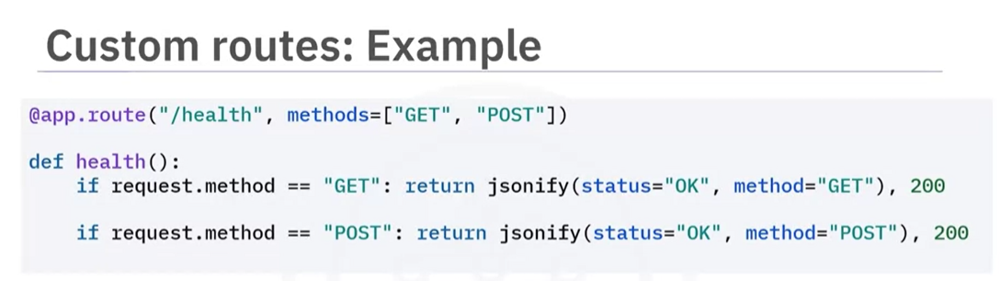 Custom routes: Example
@app.route("/health", methods=["GET", "POST"])
def health():
    if request.method == "GET": return jsonify(status="OK", method="GET"), 200
    if request.method == "POST": return jsonify(status="OK", method="POST"), 200